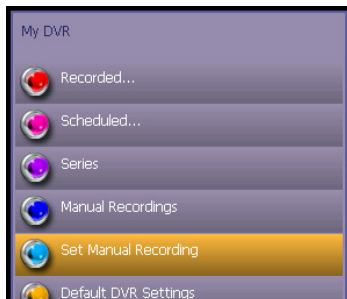 My DVR
Recorded...
Scheduled...
Series
Manual Recordings
Set Manual Recording
Default DVR Settings